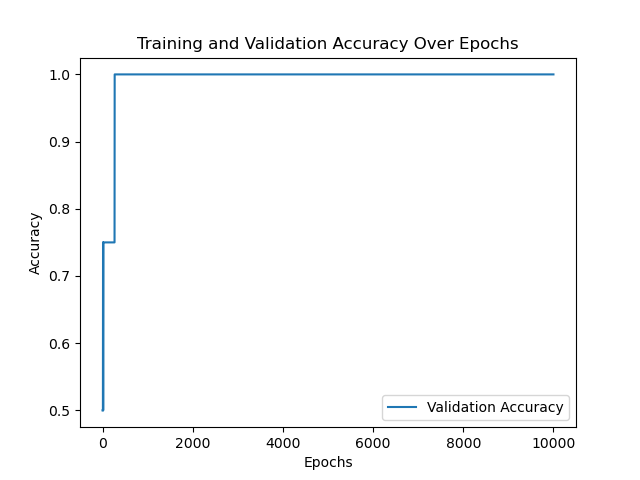 Training and Validation Accuracy Over Epochs
1.0
0.9
0.8
0.7
0.6
0.5
Accuracy
Validation Accuracy
0 2000 4000 6000 8000 10000
Epochs